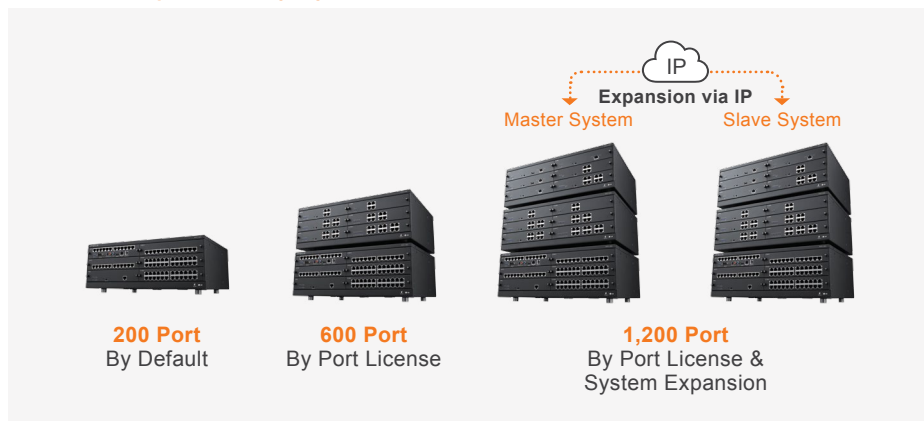 IP
Expansion via IP
Master System
Slave System
200 Port
By Default
600 Port
By Port License
1,200 Port
By Port License &
System Expansion